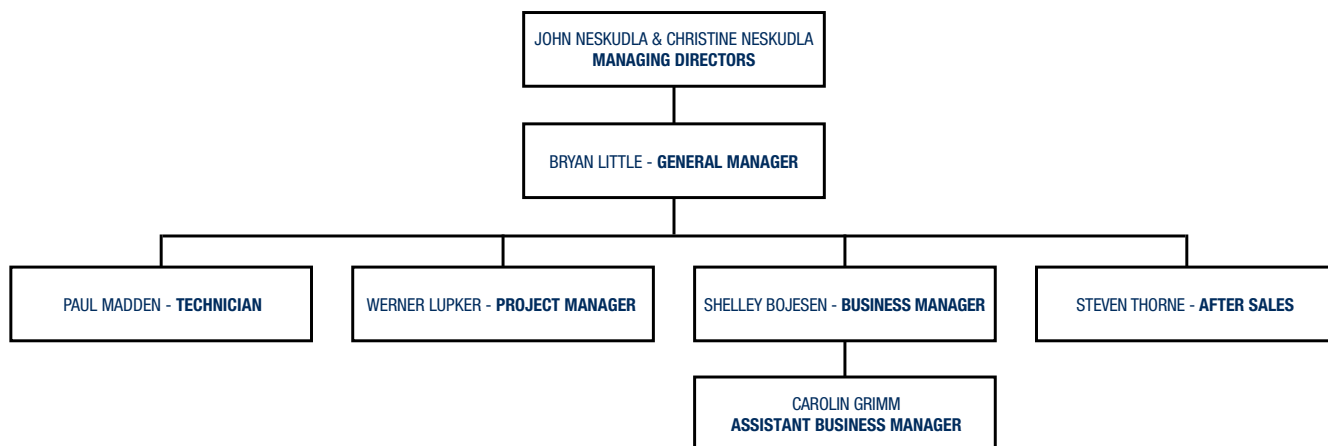 JOHN NESKUDLA & CHRISTINE NESKUDLA
MANAGING DIRECTORS
BRYAN LITTLE - GENERAL MANAGER
PAUL MADDEN - TECHNICIAN
WERNER LUPKER - PROJECT MANAGER
SHELLEY BOJESEN - BUSINESS MANAGER
STEVEN THORNE - AFTER SALES
CAROLIN GRIMM
ASSISTANT BUSINESS MANAGER